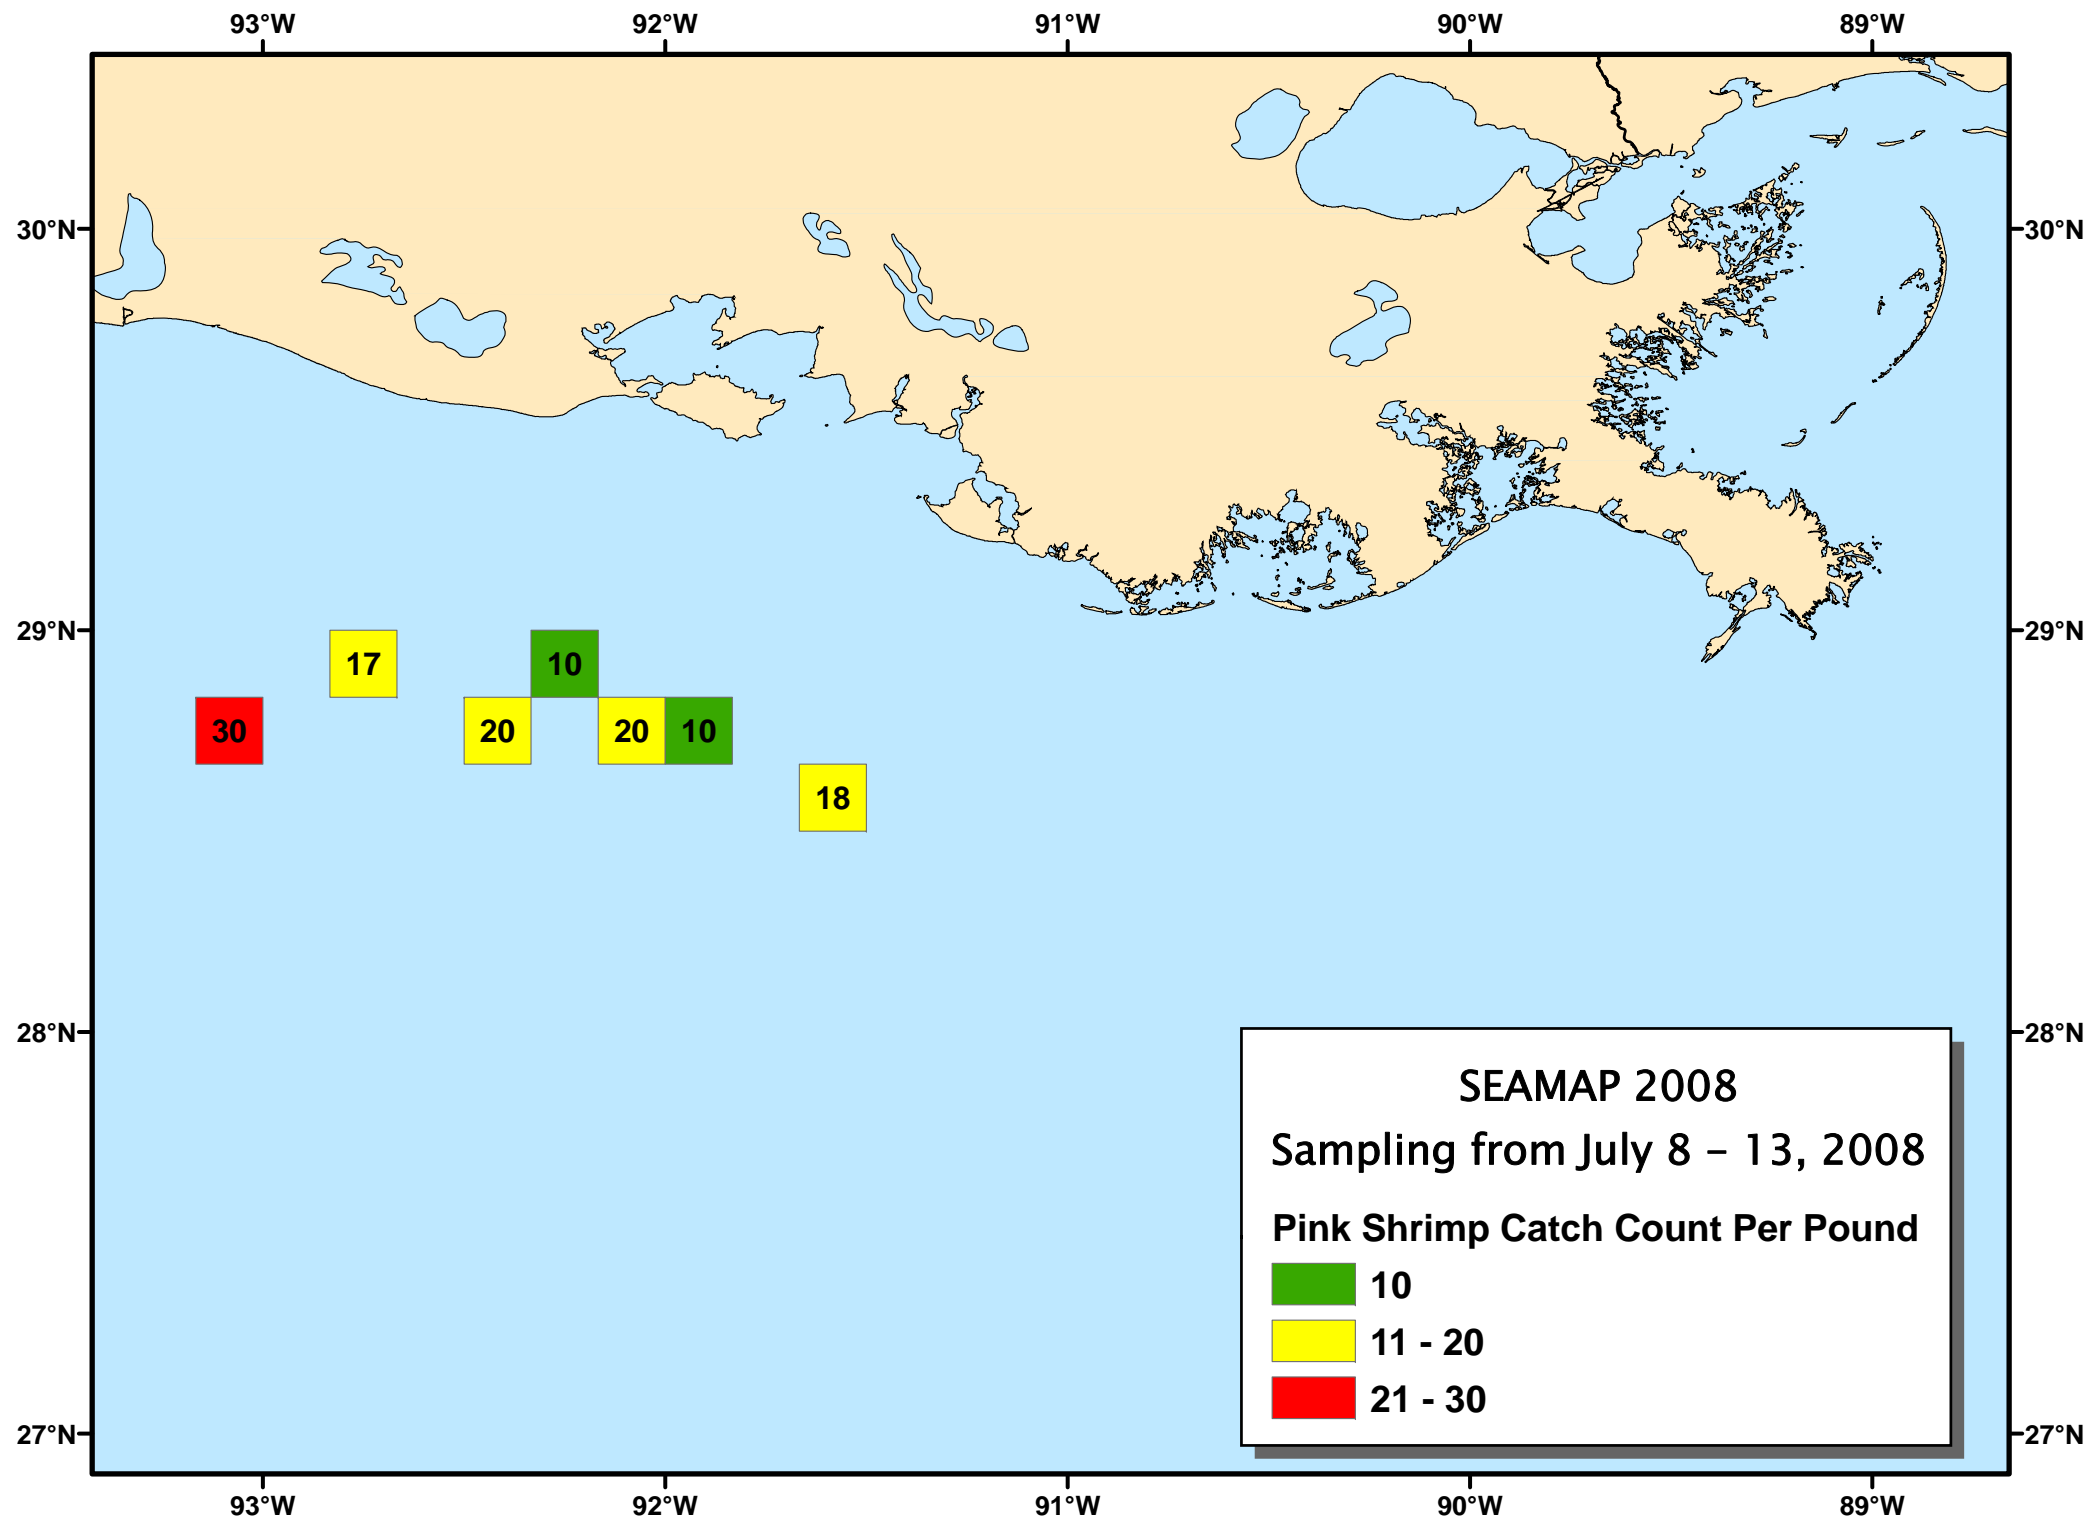 93°W 92°W 91°W 90°W 89°W
30°N 30°N
29°N 29°N
17 10
30 20 20 10
18
28°N 28°N
SEAMAP 2008
Sampling from July 8 – 13, 2008
Pink Shrimp Catch Count Per Pound
10
11 - 20
21 - 30
27°N 27°N
93°W 92°W 91°W 90°W 89°W